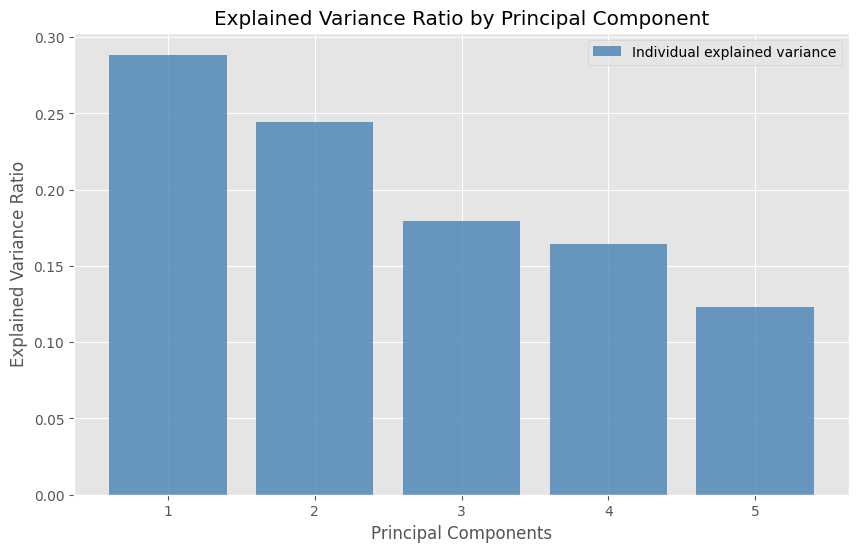 Explained Variance Ratio by Principal Component
Individual explained variance
Explained Variance Ratio
0.30
0.25
0.20
0.15
0.10
0.05
0.00
1 2 3 4 5
Principal Components